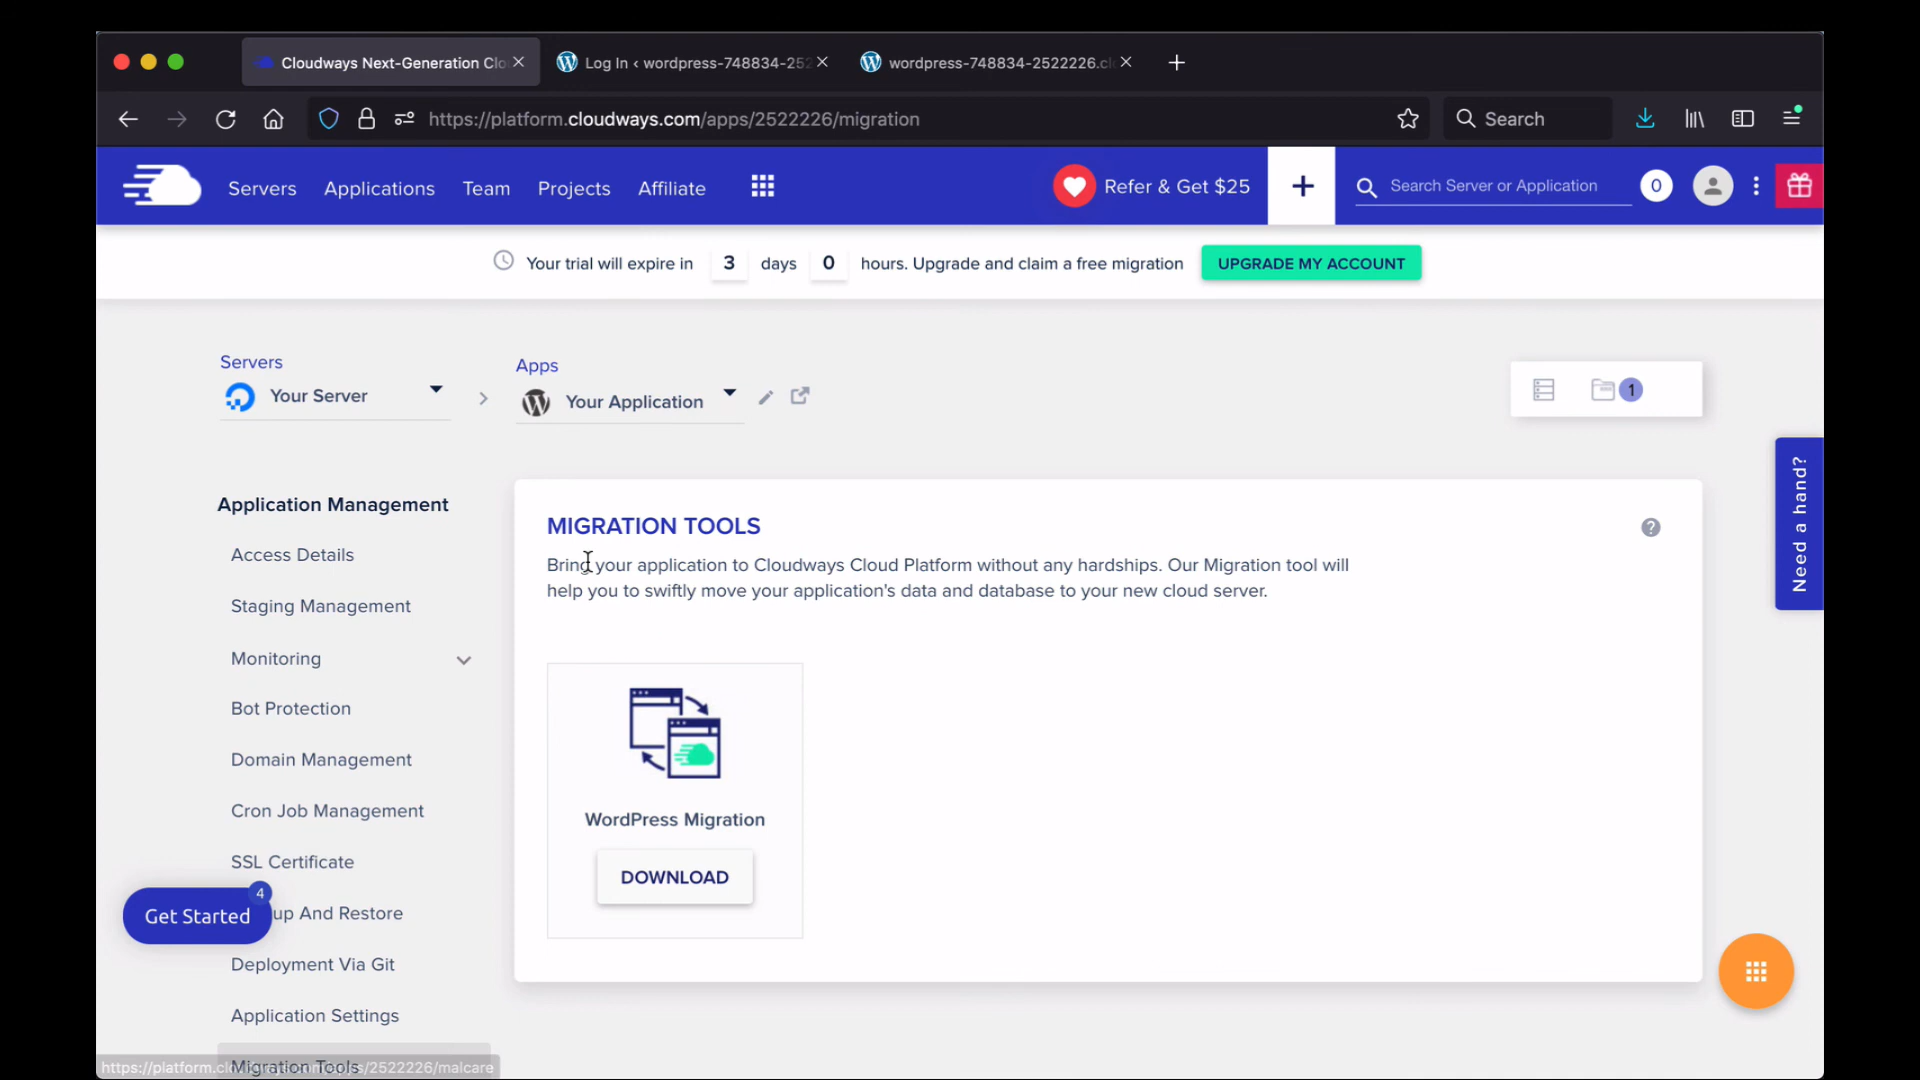 Cloudways Next-Generation Clo
Log In ‹ wordpress-748834-252
wordpress-748834-2522226.cl
https://platform.cloudways.com/apps/2522226/migration
Search
Servers
Applications
Team
Projects
Affiliate
Refer & Get $25
+
Search Server or Application
0
Your trial will expire in 3 days 0 hours. Upgrade and claim a free migration
UPGRADE MY ACCOUNT
Servers
Your Server
Apps
Your Application
1
Need a hand?
Application Management
Access Details
Staging Management
Monitoring
Bot Protection
Domain Management
Cron Job Management
SSL Certificate
up And Restore
Deployment Via Git
Application Settings
Migration Tools
Get Started
4
MIGRATION TOOLS
?
Bring your application to Cloudways Cloud Platform without any hardships. Our Migration tool will
help you to swiftly move your application's data and database to your new cloud server.
WordPress Migration
DOWNLOAD